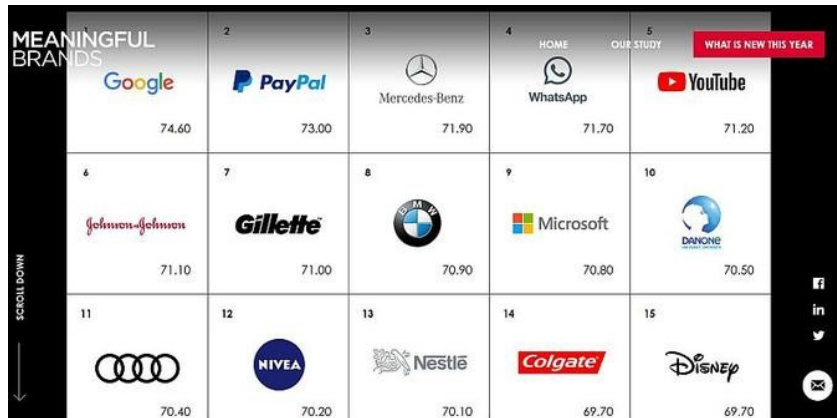 MEANINGFUL
BRANDS
HOME
OUR STUDY
WHAT IS NEW THIS YEAR
2
3
4
5
Google
PayPal
Mercedes-Benz
WhatsApp
YouTube
74.60
73.00
71.90
71.70
71.20
6
7
8
9
10
Johnson&Johnson
Gillette
BMW
Microsoft
DANONE
71.10
71.00
70.90
70.80
70.50
SCROLL DOWN
11
12
13
14
15
NIVEA
Nestlé
Colgate
Disney
70.40
70.20
70.10
69.70
69.70